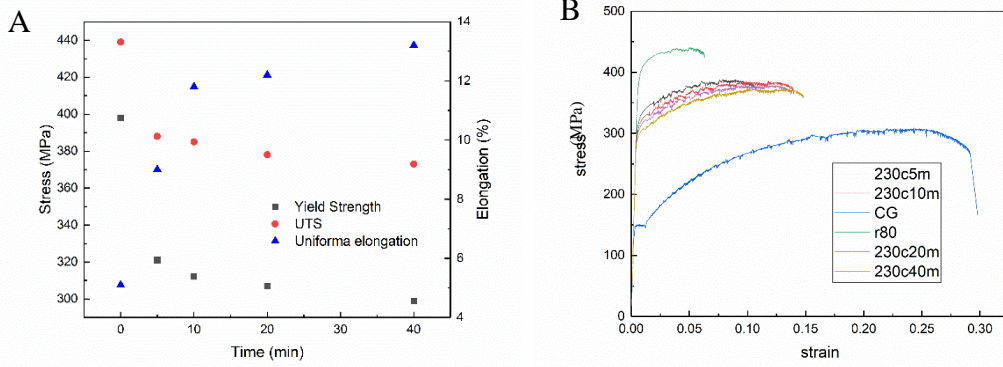 A
440
420
400
380
360
340
320
300
Stress (MPa)
Yield Strength
UTS
Uniforma elongation
14
12
10
8
6
4
Elongation (%)
0
10
20
30
40
Time (min)
B
500
400
300
200
100
0
stress
(MPa)
230c5m
230c10m
CG
r80
230c20m
230c40m
0.00
0.05
0.10
0.15
0.20
0.25
0.30
strain